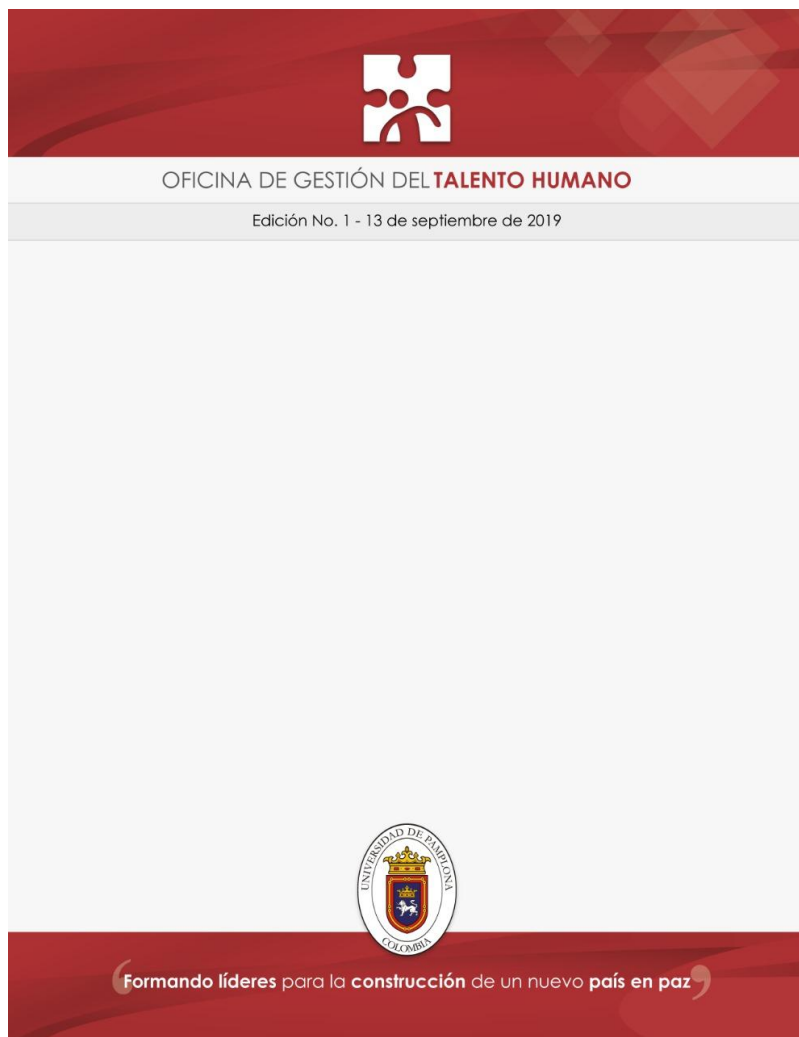 OFICINA DE GESTIÓN DEL TALENTO HUMANO
Edición No. 1 - 13 de septiembre de 2019
UNIVERSIDAD DE PAMPLONA
COLOMBIA
“Formando líderes para la construcción de un nuevo país en paz”